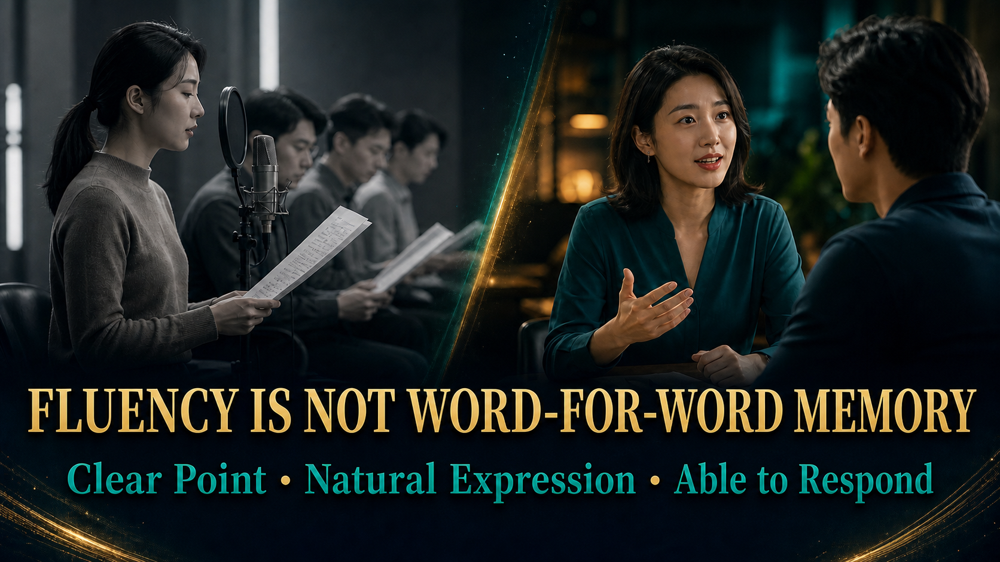 FLUENCY IS NOT WORD-FOR-WORD MEMORY
Clear Point • Natural Expression • Able to Respond